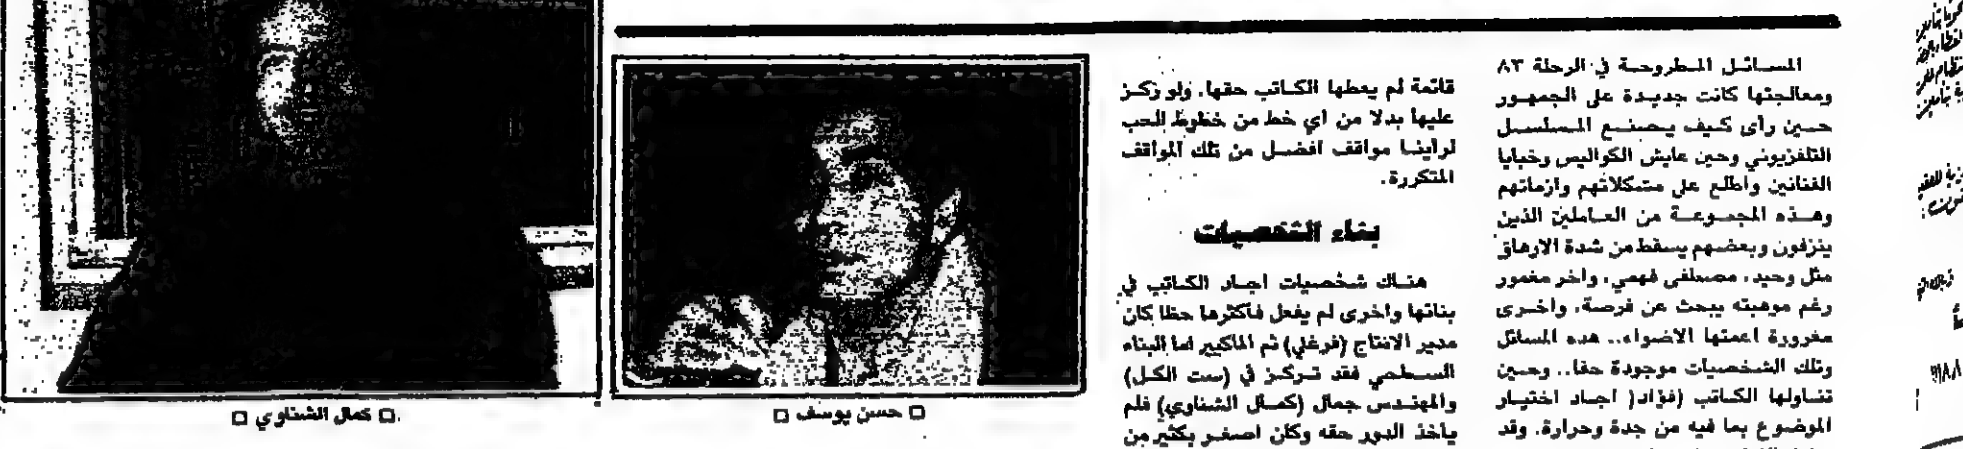 المسائل المطروحة في الرحلة ٨٣
ومعالجتها كانت جديدة على الجمهور
حين رأى كيف يصنع المسلسل
التلفزيوني وحين عايش الكواليس وخبايا
الفنانين واطلع على مشكلاتهم وازماتهم
وهذه المجموعة من العاملين الذين
ينزفون وبعضهم يسقط من شدة الارهاق
مثل وحيد، مصطفى فهمي، واخر مغمور
رغم موهبته يبحث عن فرصة، واخرى
مغرورة اعمتها الاضواء.. هذه المسائل
وتلك الشخصيات موجودة حقا.. وحين
تناولها الكاتب (فؤاد( اجاد اختيار
الموضوع بما فيه من جدة وحرارة. وقد
قائمة لم يعطها الكاتب حقها. ولو ركز
عليها بدلا من اي خط من خطوط الحب
لراينا مواقف افضل من تلك المواقف
المتكررة.
بناء الشخصيات
هناك شخصيات اجاد الكاتب في
بنائها واخرى لم يفعل فاكثرها حظا كان
مدير الانتاج (فرغلي) ثم الماكيير اما البناء
السطحي فقد تركز في (ست الكل)
والمهندس جمال (كمال الشناوي) فلم
ياخذ الدور حقه وكان اصغر بكثير من
حسن يوسف
كمال الشناوي